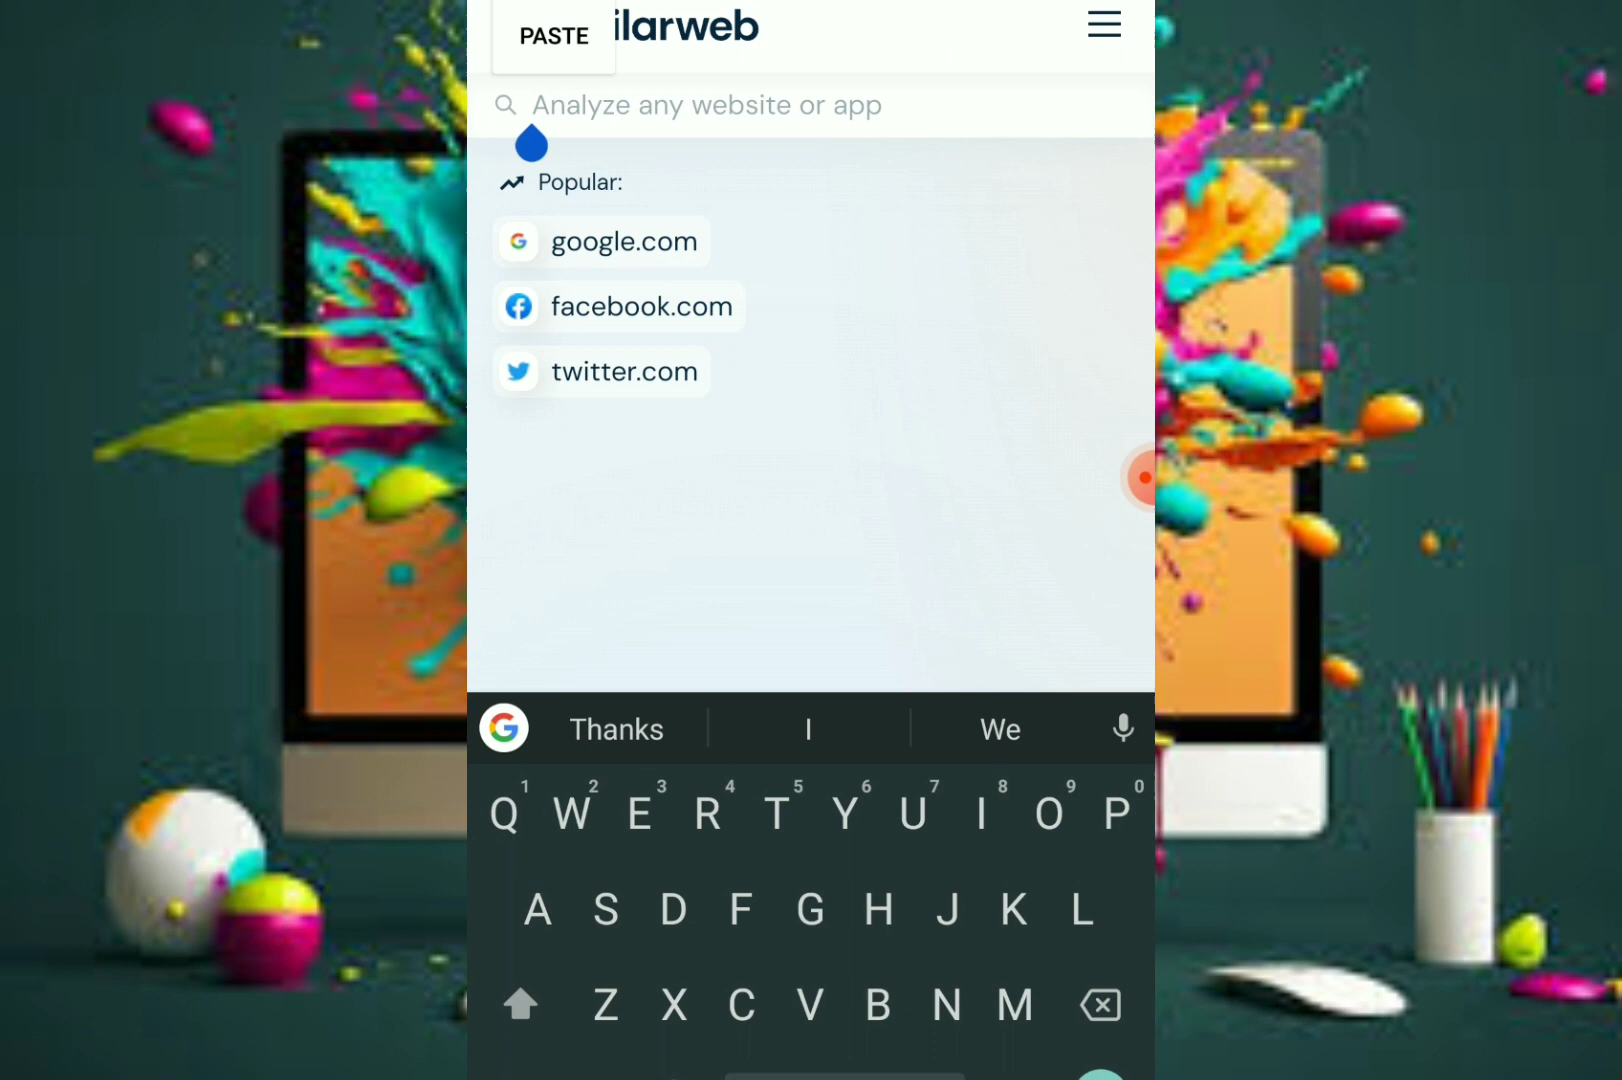 PASTE
ilarweb
Analyze any website or app
Popular:
google.com
facebook.com
twitter.com
Thanks
I
We
1 2 3 4 5 6 7 8 9 0
Q W E R T Y U I O P
A S D F G H J K L
Z X C V B N M